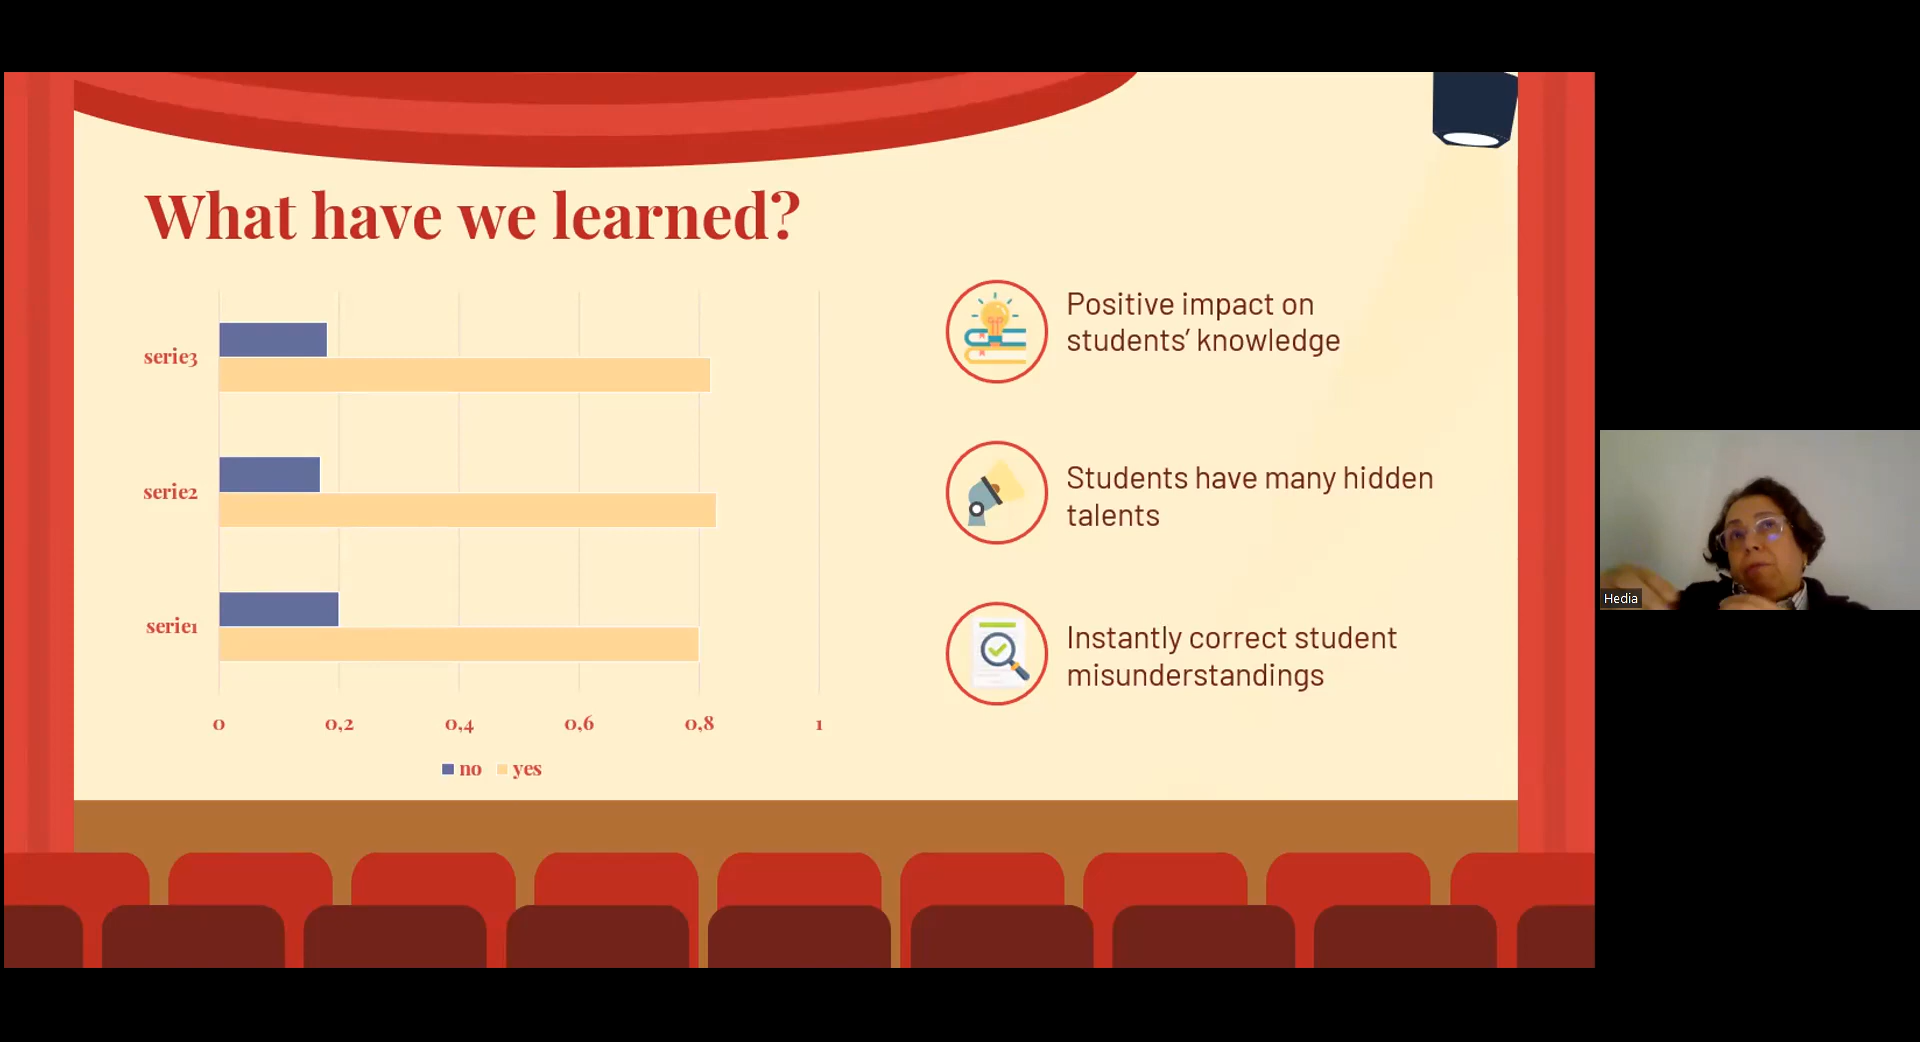 What have we learned?
serie3
serie2
serie1
0 0,2 0,4 0,6 0,8 1
no yes
Positive impact on
students’ knowledge
Students have many hidden
talents
Instantly correct student
misunderstandings
Hedia